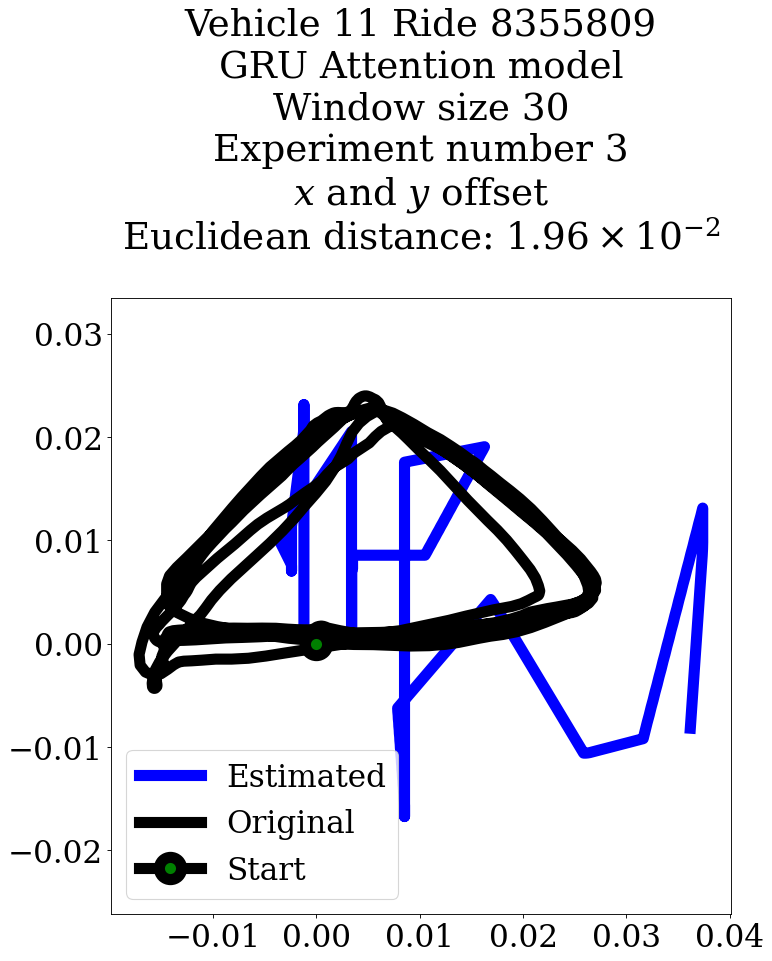 Vehicle 11 Ride 8355809
GRU Attention model
Window size 30
Experiment number 3
x and y offset
Euclidean distance: 1.96 × 10⁻²
0.03
0.02
0.01
0.00
−0.01
−0.02
Estimated
Original
Start
−0.01 0.00 0.01 0.02 0.03 0.04